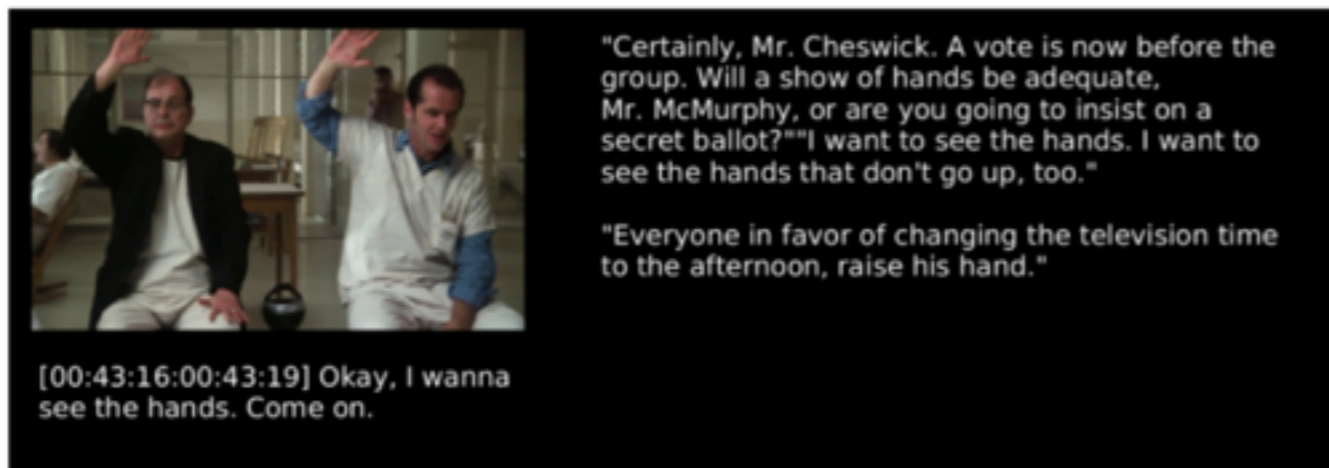 "Certainly, Mr. Cheswick. A vote is now before the
group. Will a show of hands be adequate,
Mr. McMurphy, or are you going to insist on a
secret ballot?""I want to see the hands. I want to
see the hands that don't go up, too."
"Everyone in favor of changing the television time
to the afternoon, raise his hand."
[00:43:16:00:43:19] Okay, I wanna
see the hands. Come on.